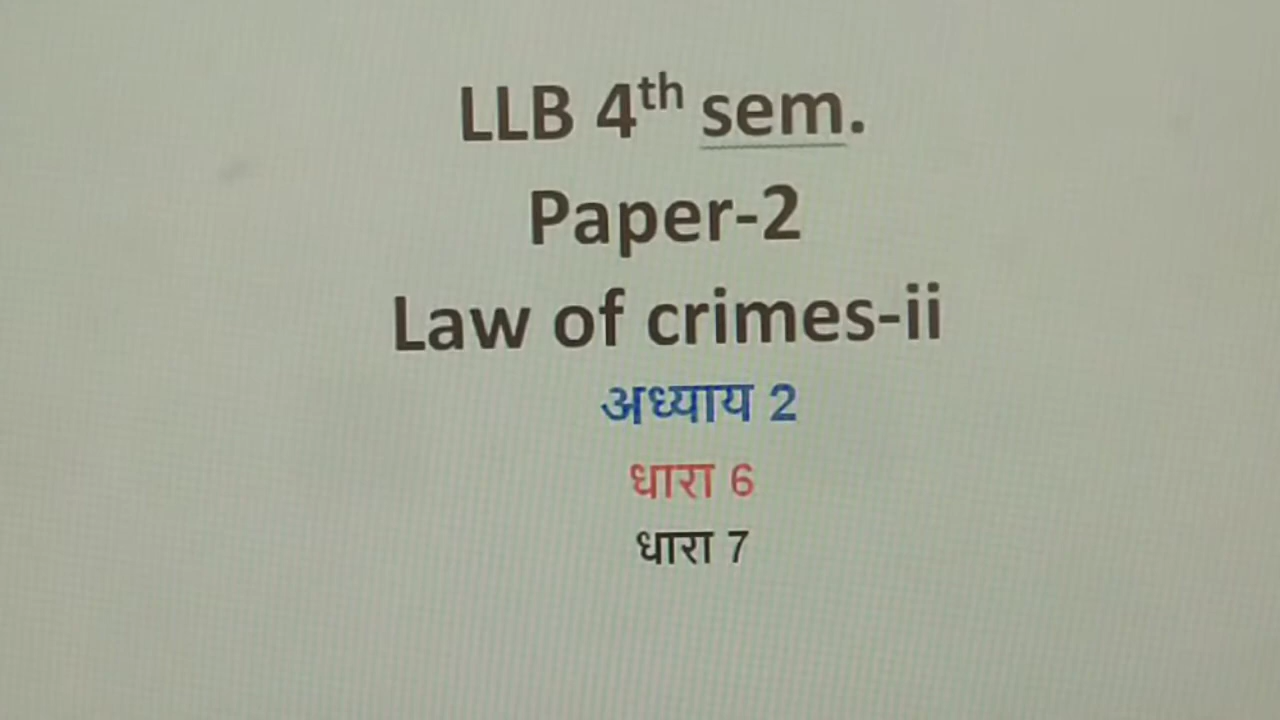 LLB 4th sem.
Paper-2
Law of crimes-ii
अध्याय 2
धारा 6
धारा 7